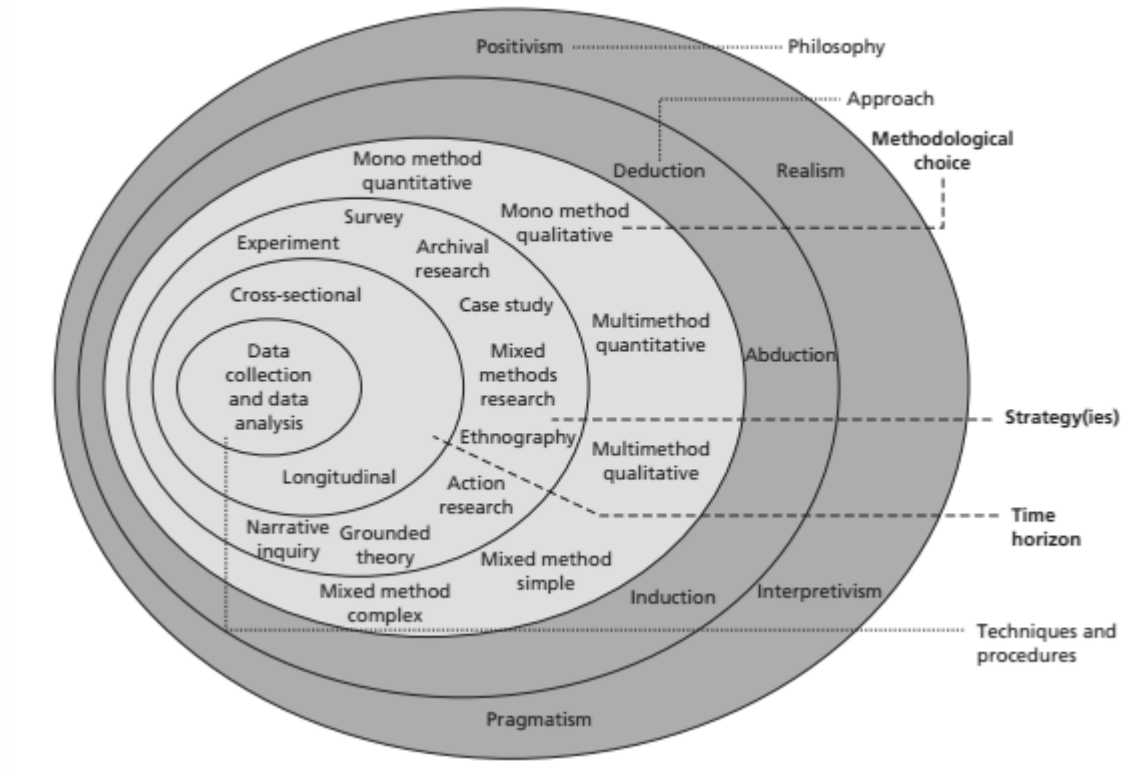 Positivism
Philosophy
Approach
Methodological
choice
Mono method
quantitative
Deduction
Realism
Survey
Mono method
qualitative
Experiment
Archival
research
Cross-sectional
Case study
Multimethod
quantitative
Data
collection
and data
analysis
Mixed
methods
research
Abduction
Strategy(ies)
Ethnography
Multimethod
qualitative
Longitudinal
Action
research
Time
horizon
Narrative
inquiry
Grounded
theory
Mixed method
simple
Mixed method
complex
Induction
Interpretivism
Techniques and
procedures
Pragmatism